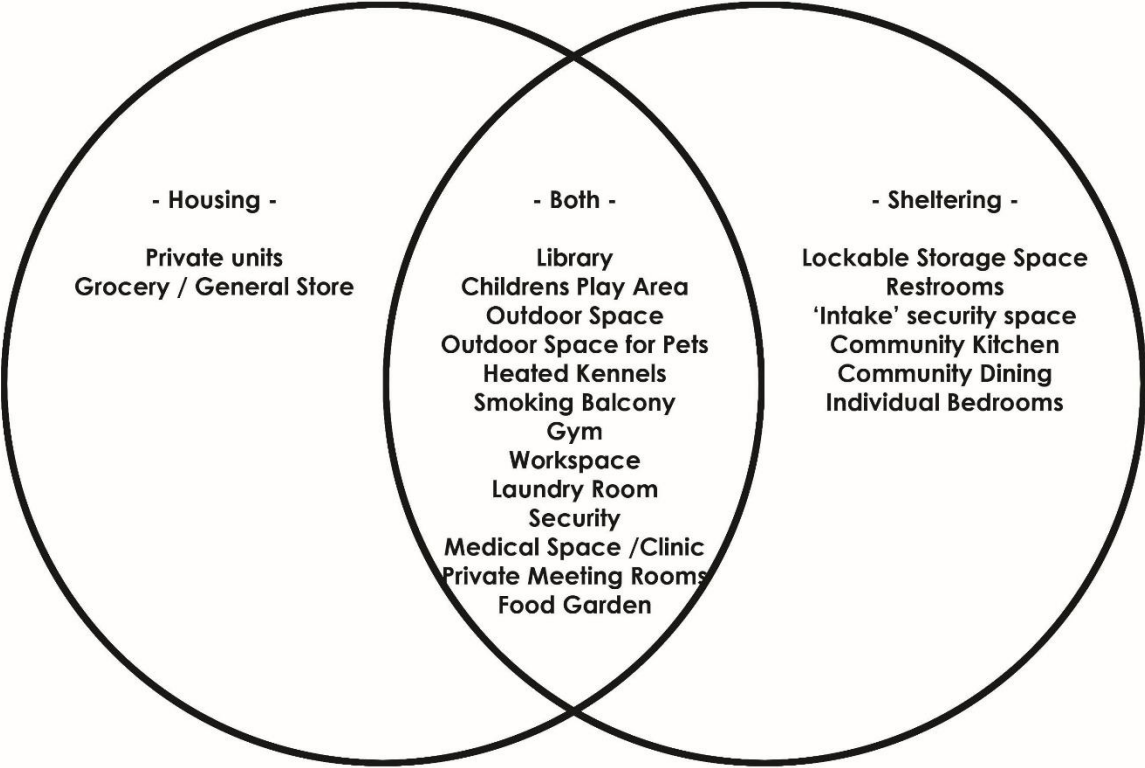 - Housing -
Private units
Grocery / General Store
- Both -
Library
Childrens Play Area
Outdoor Space
Outdoor Space for Pets
Heated Kennels
Smoking Balcony
Gym
Workspace
Laundry Room
Security
Medical Space /Clinic
Private Meeting Rooms
Food Garden
- Sheltering -
Lockable Storage Space
Restrooms
‘Intake’ security space
Community Kitchen
Community Dining
Individual Bedrooms